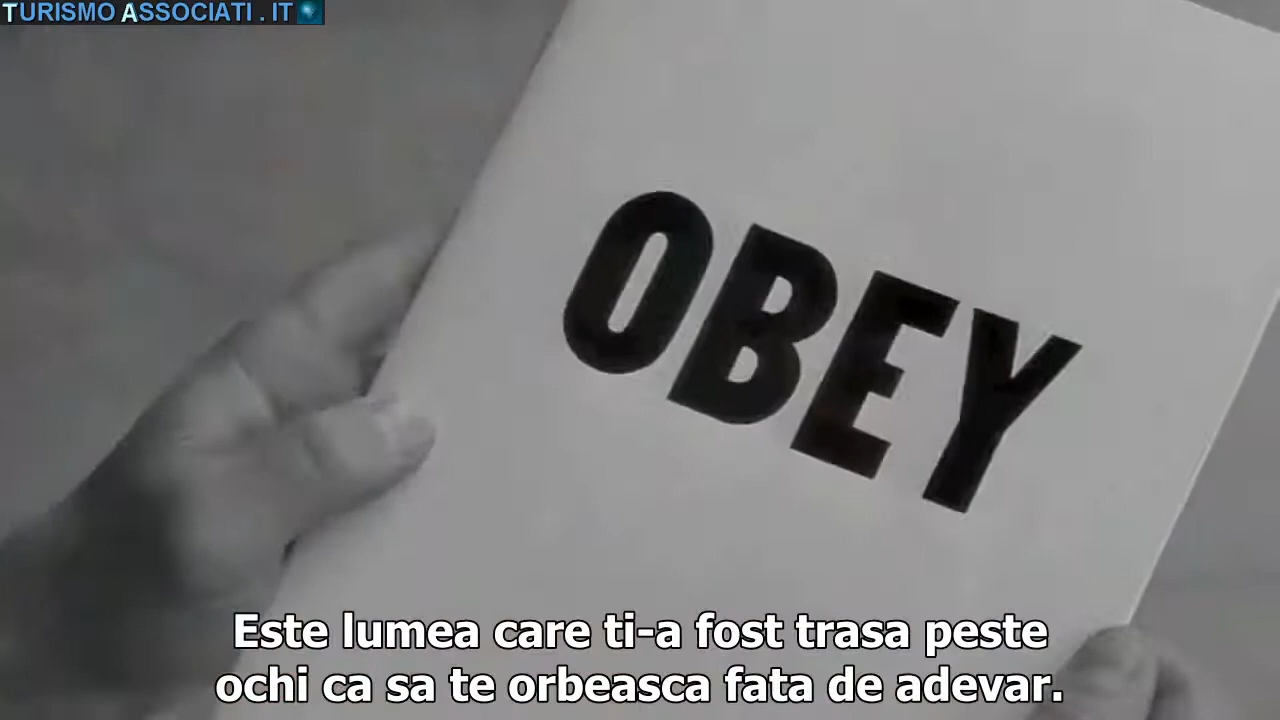 TURISMO ASSOCIATI . IT
OBEY
Este lumea care ti-a fost trasa peste
ochi ca sa te orbeasca fata de adevar.